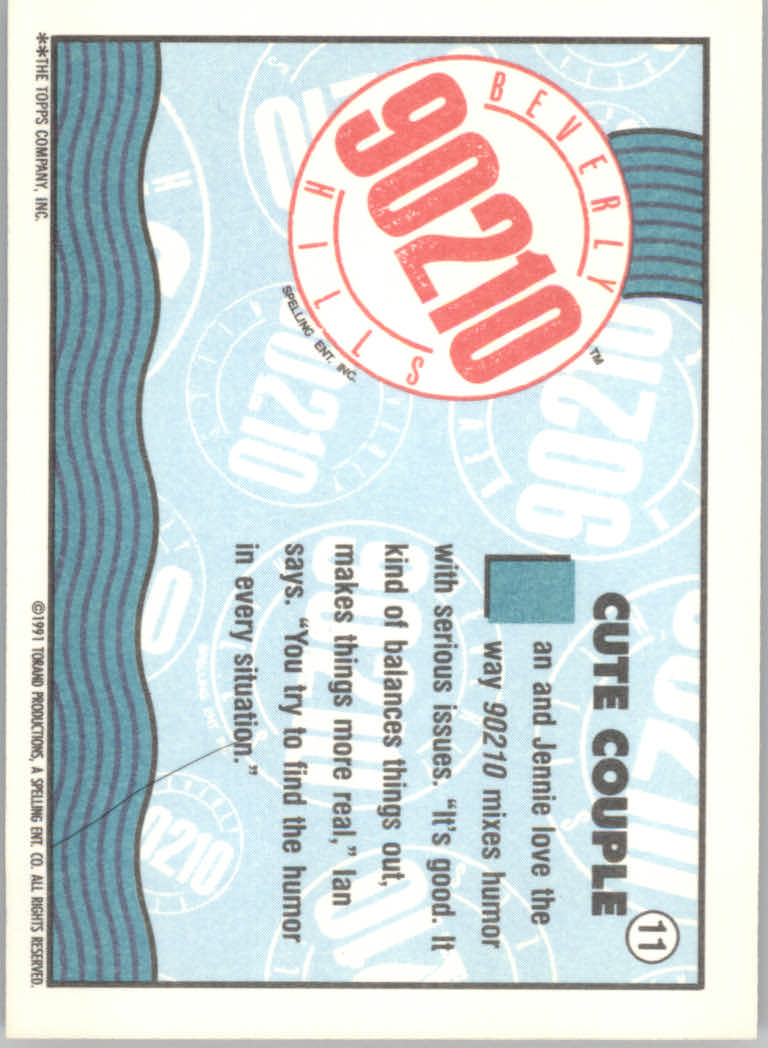 11
CUTE COUPLE
an and Jennie love the
way 90210 mixes humor
with serious issues. "It's good. It
kind of balances things out,
makes things more real," Ian
says. "You try to find the humor
in every situation."
BEVERLY
90210
HILLS
™
SPELLING ENT. INC.
**THE TOPPS COMPANY, INC.
©1991 TORAND PRODUCTIONS, A SPELLING ENT. CO. ALL RIGHTS RESERVED.